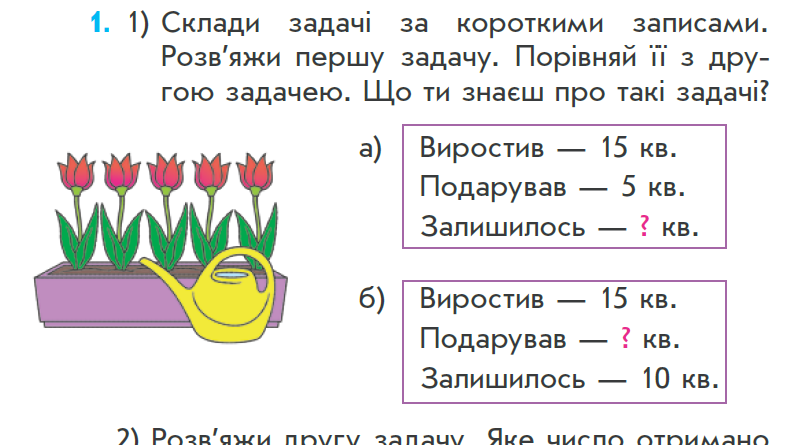 1. 1) Склади задачі за короткими записами.
Розв’яжи першу задачу. Порівняй її з дру-
гою задачею. Що ти знаєш про такі задачі?
а) Виростив — 15 кв.
Подарував — 5 кв.
Залишилось — ? кв.
б) Виростив — 15 кв.
Подарував — ? кв.
Залишилось — 10 кв.
2) Розв’яжи другу задачу. Яке число отримано